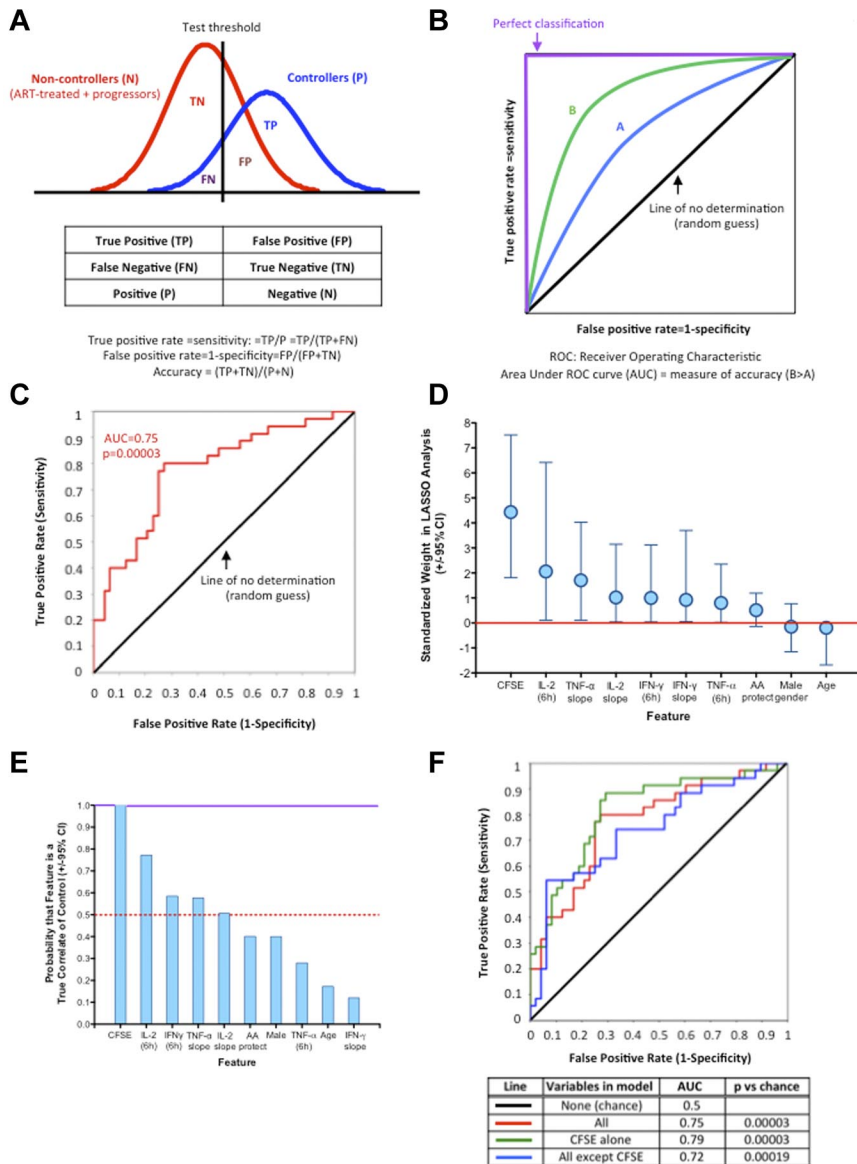 A
Test threshold
Non-controllers (N)
(ART-treated + progressors)
Controllers (P)
TN
TP
FP
FN
True Positive (TP) False Positive (FP)
False Negative (FN) True Negative (TN)
Positive (P) Negative (N)
True positive rate =sensitivity: =TP/P =TP/(TP+FN)
False positive rate=1-specificity=FP/(FP+TN)
Accuracy = (TP+TN)/(P+N)
B
Perfect classification
True positive rate =sensitivity
B
A
Line of no determination
(random guess)
False positive rate=1-specificity
ROC: Receiver Operating Characteristic
Area Under ROC curve (AUC) = measure of accuracy (B>A)
C
True Positive Rate (Sensitivity)
1
0.9
0.8
0.7
0.6
0.5
0.4
0.3
0.2
0.1
0
AUC=0.75
p=0.00003
Line of no determination
(random guess)
0 0.1 0.2 0.3 0.4 0.5 0.6 0.7 0.8 0.9 1
False Positive Rate (1-Specificity)
D
Standardized Weight in LASSO Analysis
(+/-95% CI)
8
7
6
5
4
3
2
1
0
-1
-2
CFSE IL-2 TNF-α IL-2 IFN-γ IFN-γ TNF-α AA Male Age
(6h) slope slope (6h) slope (6h) protect gender
Feature
E
Probability that Feature is a
True Correlate of Control (+/-95% CI)
1.0
0.9
0.8
0.7
0.6
0.5
0.4
0.3
0.2
0.1
0.0
CFSE IL-2 IFNγ TNF-α IL-2 AA Male TNF-α Age IFN-γ
(6h) (6h) slope slope protect (6h) slope
Feature
F
True Positive Rate (Sensitivity)
1
0.9
0.8
0.7
0.6
0.5
0.4
0.3
0.2
0.1
0
0 0.1 0.2 0.3 0.4 0.5 0.6 0.7 0.8 0.9 1
False Positive Rate (1-Specificity)
Line Variables in model AUC p vs chance
None (chance) 0.5
All 0.75 0.00003
CFSE alone 0.79 0.00003
All except CFSE 0.72 0.00019